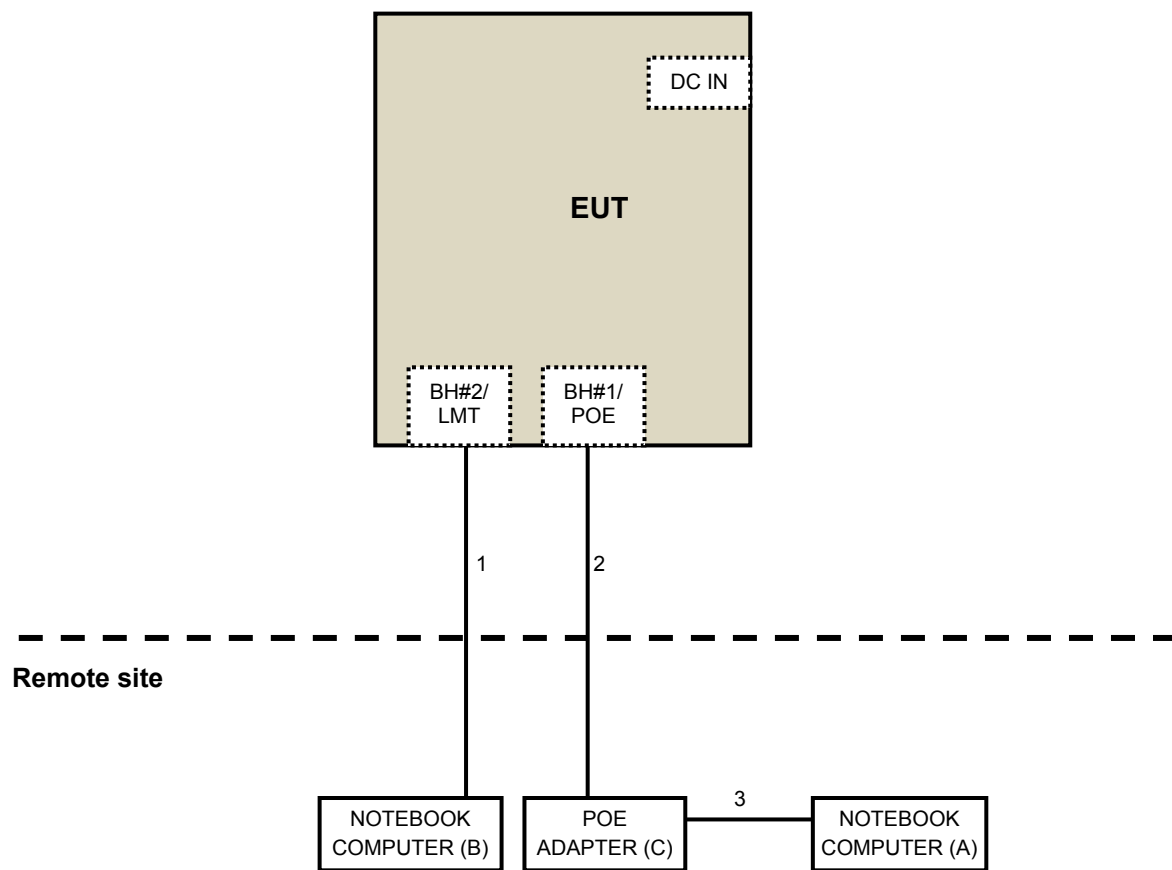 DC IN
EUT
BH#2/
LMT
BH#1/
POE
1
2
Remote site
NOTEBOOK
COMPUTER (B)
POE
ADAPTER (C)
3
NOTEBOOK
COMPUTER (A)